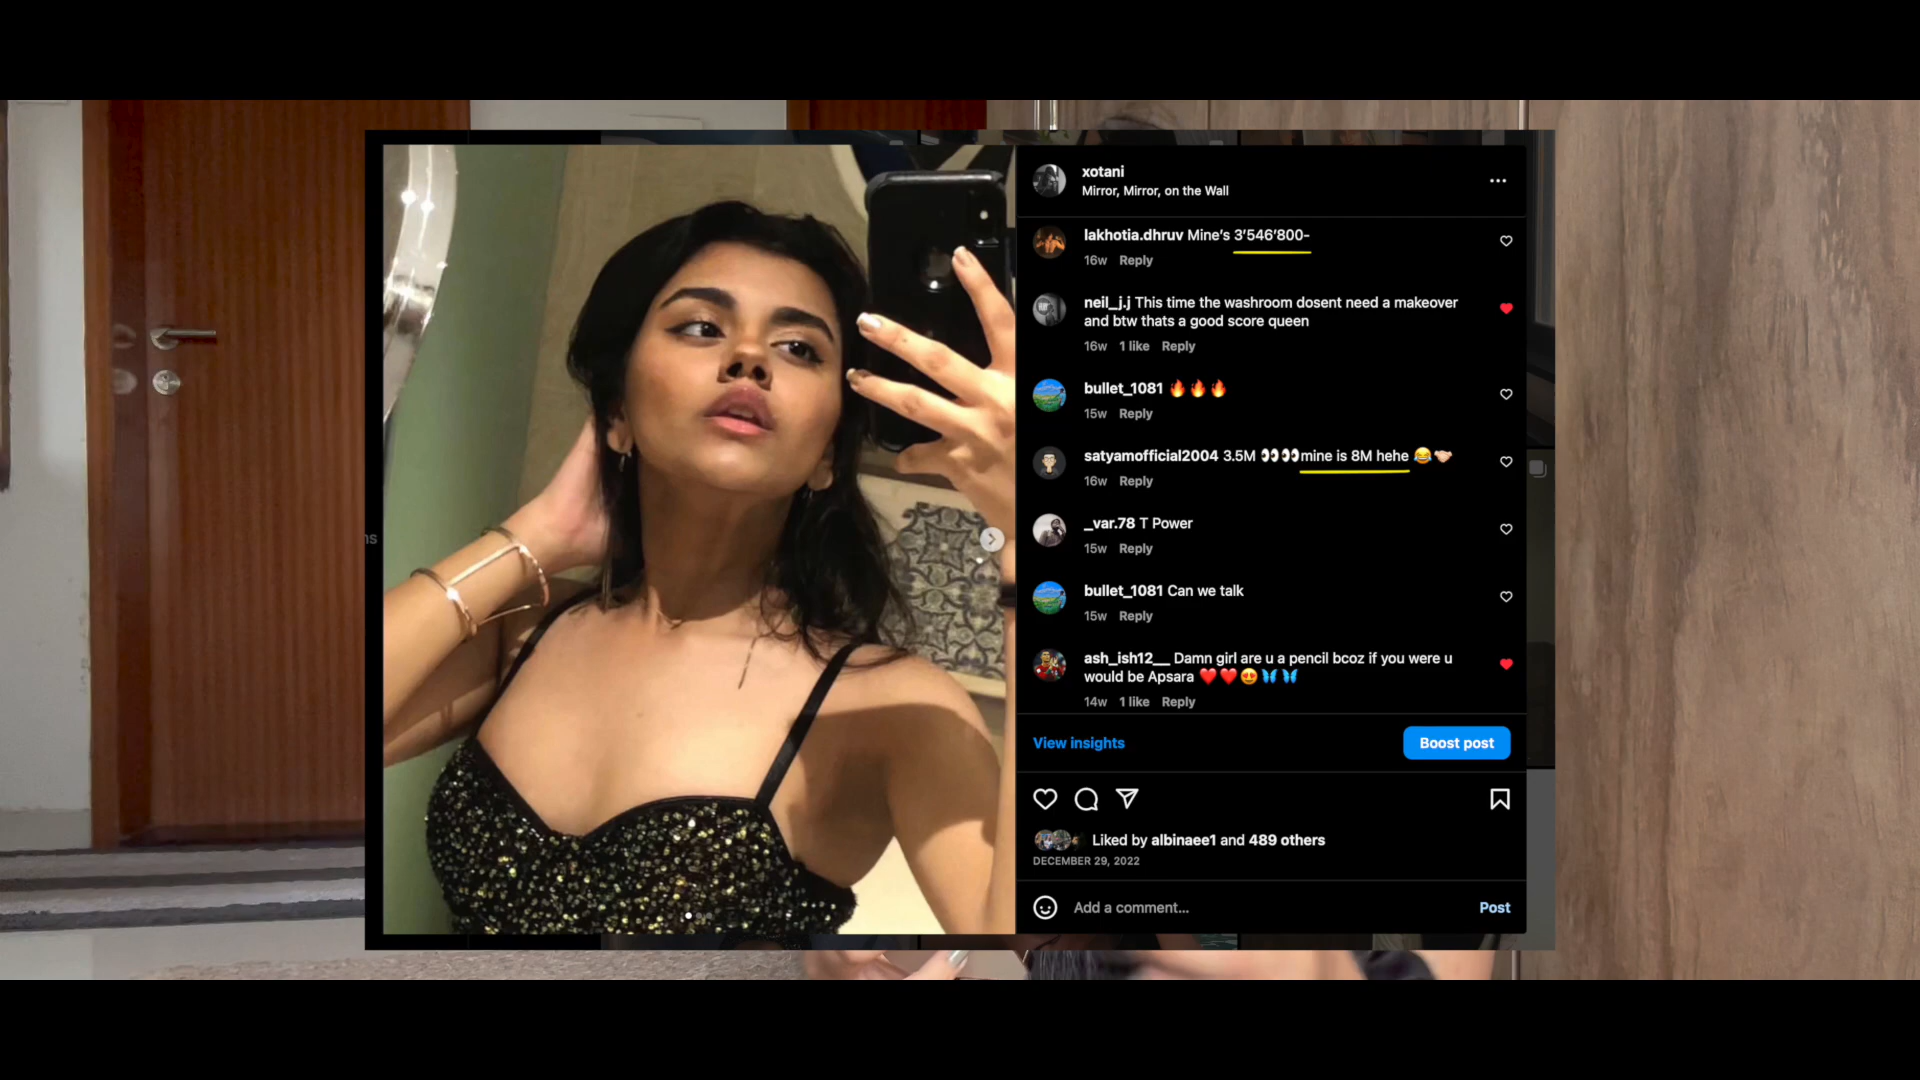 xotani
Mirror, Mirror, on the Wall
lakhotia.dhruv Mine's 3'546'800-
16w Reply
neil_j.j This time the washroom dosent need a makeover
and btw thats a good score queen
16w 1 like Reply
bullet_1081 🔥🔥🔥
15w Reply
satyamofficial2004 3.5M 👀👀👀mine is 8M hehe 😂🤝🏻
16w Reply
_var.78 T Power
15w Reply
bullet_1081 Can we talk
15w Reply
ash_ish12__ Damn girl are u a pencil bcoz if you were u
would be Apsara ❤️❤️😍🦋🦋
14w 1 like Reply
View insights
Boost post
Liked by albinaee1 and 489 others
DECEMBER 29, 2022
Add a comment...
Post